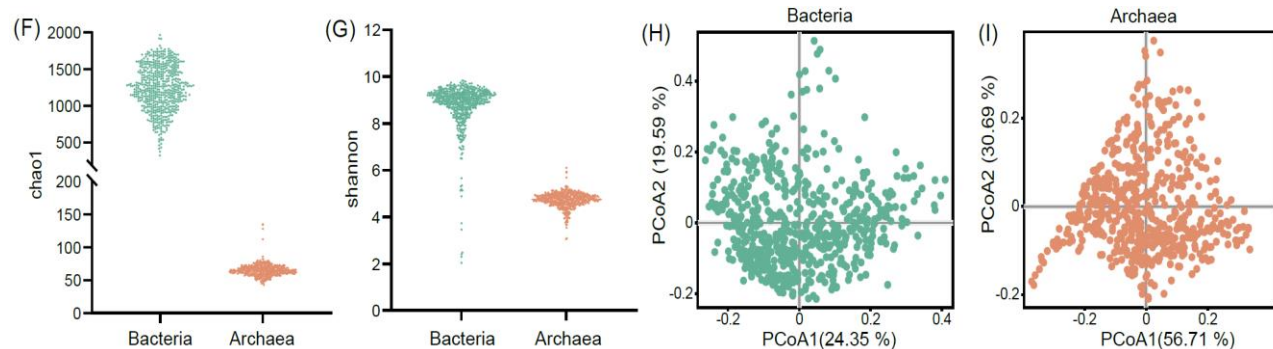 (F)
chao1
2000
1500
1000
500
200
150
100
50
0
Bacteria Archaea
(G)
shannon
12
10
8
6
4
2
0
Bacteria Archaea
(H)
Bacteria
PCoA2 (19.59 %)
0.4
0.2
0
-0.2
-0.2 0 0.2 0.4
PCoA1(24.35 %)
(I)
Archaea
PCoA2 (30.69 %)
0.2
0
-0.2
-0.2 0 0.2
PCoA1(56.71 %)